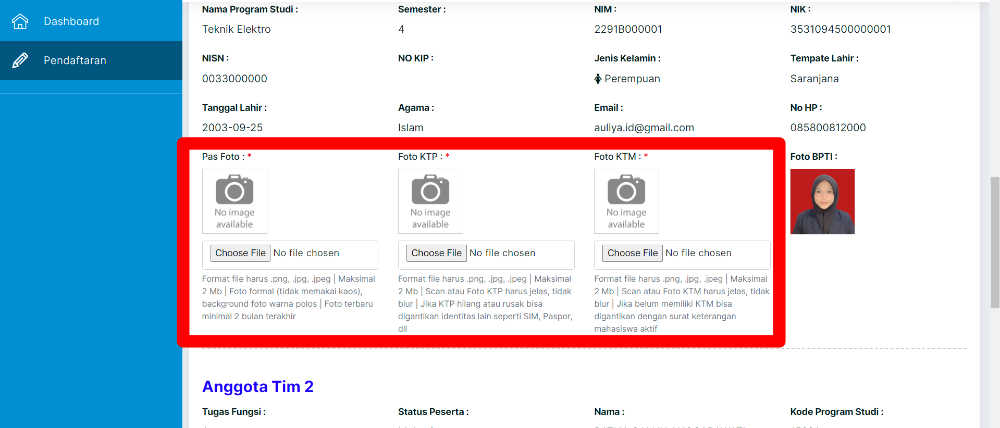 Dashboard
Pendaftaran
Nama Program Studi : Semester : NIM : NIK :
Teknik Elektro 4 2291B000001 3531094500000001
NISN : NO KIP : Jenis Kelamin : Tempate Lahir :
0033000000 Perempuan Saranjana
Tanggal Lahir : Agama : Email : No HP :
2003-09-25 Islam auliya.id@gmail.com 085800812000
Pas Foto : * Foto KTP : * Foto KTM : * Foto BPTI :
No image No image No image
available available available
Choose File No file chosen Choose File No file chosen Choose File No file chosen
Format file harus .png, .jpg, .jpeg | Maksimal
2 Mb | Foto formal (tidak memakai kaos),
background foto warna polos | Foto terbaru
minimal 2 bulan terakhir
Format file harus .png, .jpg, .jpeg | Maksimal
2 Mb | Scan atau Foto KTP harus jelas, tidak
blur | Jika KTP hilang atau rusak bisa
digantikan identitas lain seperti SIM, Paspor,
dll
Format file harus .png, .jpg, .jpeg | Maksimal
2 Mb | Scan atau Foto KTM harus jelas, tidak
blur | Jika belum memiliki KTM bisa
digantikan dengan surat keterangan
mahasiswa aktif
Anggota Tim 2
Tugas Fungsi : Status Peserta : Nama : Kode Program Studi :